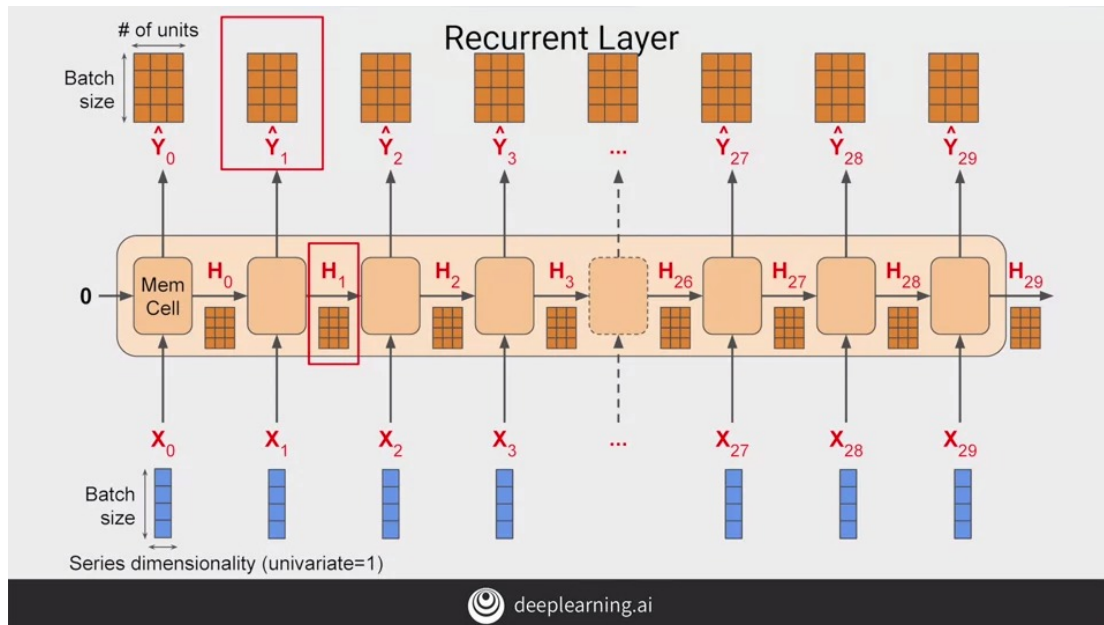 Recurrent Layer
# of units
Batch
size
Ŷ0 Ŷ1 Ŷ2 Ŷ3 ... Ŷ27 Ŷ28 Ŷ29
H0 H1 H2 H3 H26 H27 H28 H29
0
Mem
Cell
X0 X1 X2 X3 ... X27 X28 X29
Batch
size
Series dimensionality (univariate=1)
deeplearning.ai